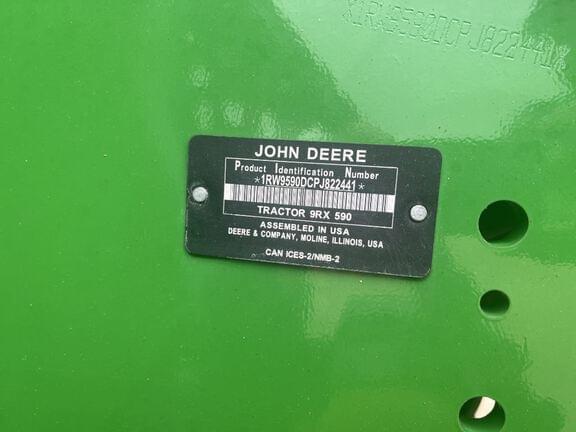 JOHN DEERE
Product Identification Number
*1RW9590DCPJ822441*
TRACTOR 9RX 590
ASSEMBLED IN USA
DEERE & COMPANY, MOLINE, ILLINOIS, USA
CAN ICES-2/NMB-2